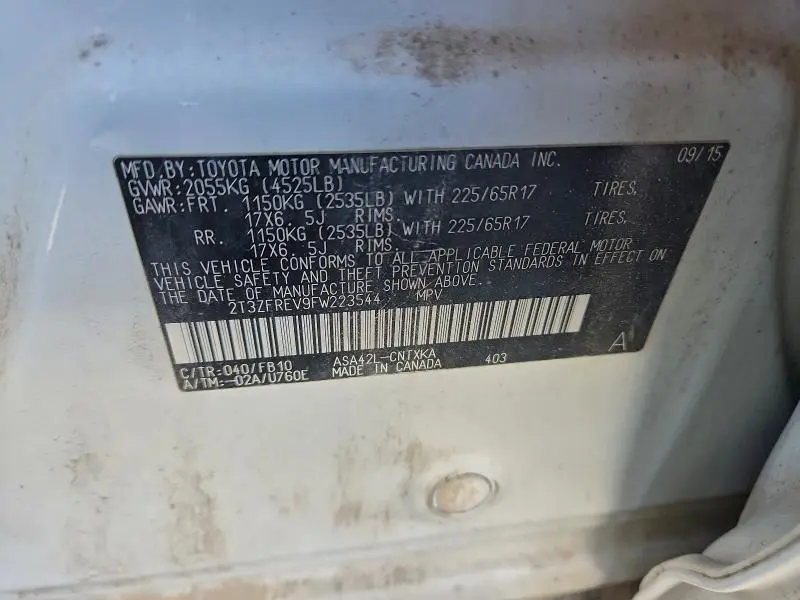 MFD. BY: TOYOTA MOTOR MANUFACTURING CANADA INC. 09/15
GVWR: 2055KG (4525LB)
GAWR: FRT. 1150KG (2535LB) WITH 225/65R17 TIRES.
17X6. 5J RIMS.
RR. 1150KG (2535LB) WITH 225/65R17 TIRES.
17X6. 5J RIMS.
THIS VEHICLE CONFORMS TO ALL APPLICABLE FEDERAL MOTOR
VEHICLE SAFETY AND THEFT PREVENTION STANDARDS IN EFFECT ON
THE DATE OF MANUFACTURE SHOWN ABOVE.
2T3ZFREV9FW223544 MPV
ASA42L-CNTXKA 403 A
C/TR: 040/FB10 MADE IN CANADA
A/TM: -02A/U760E